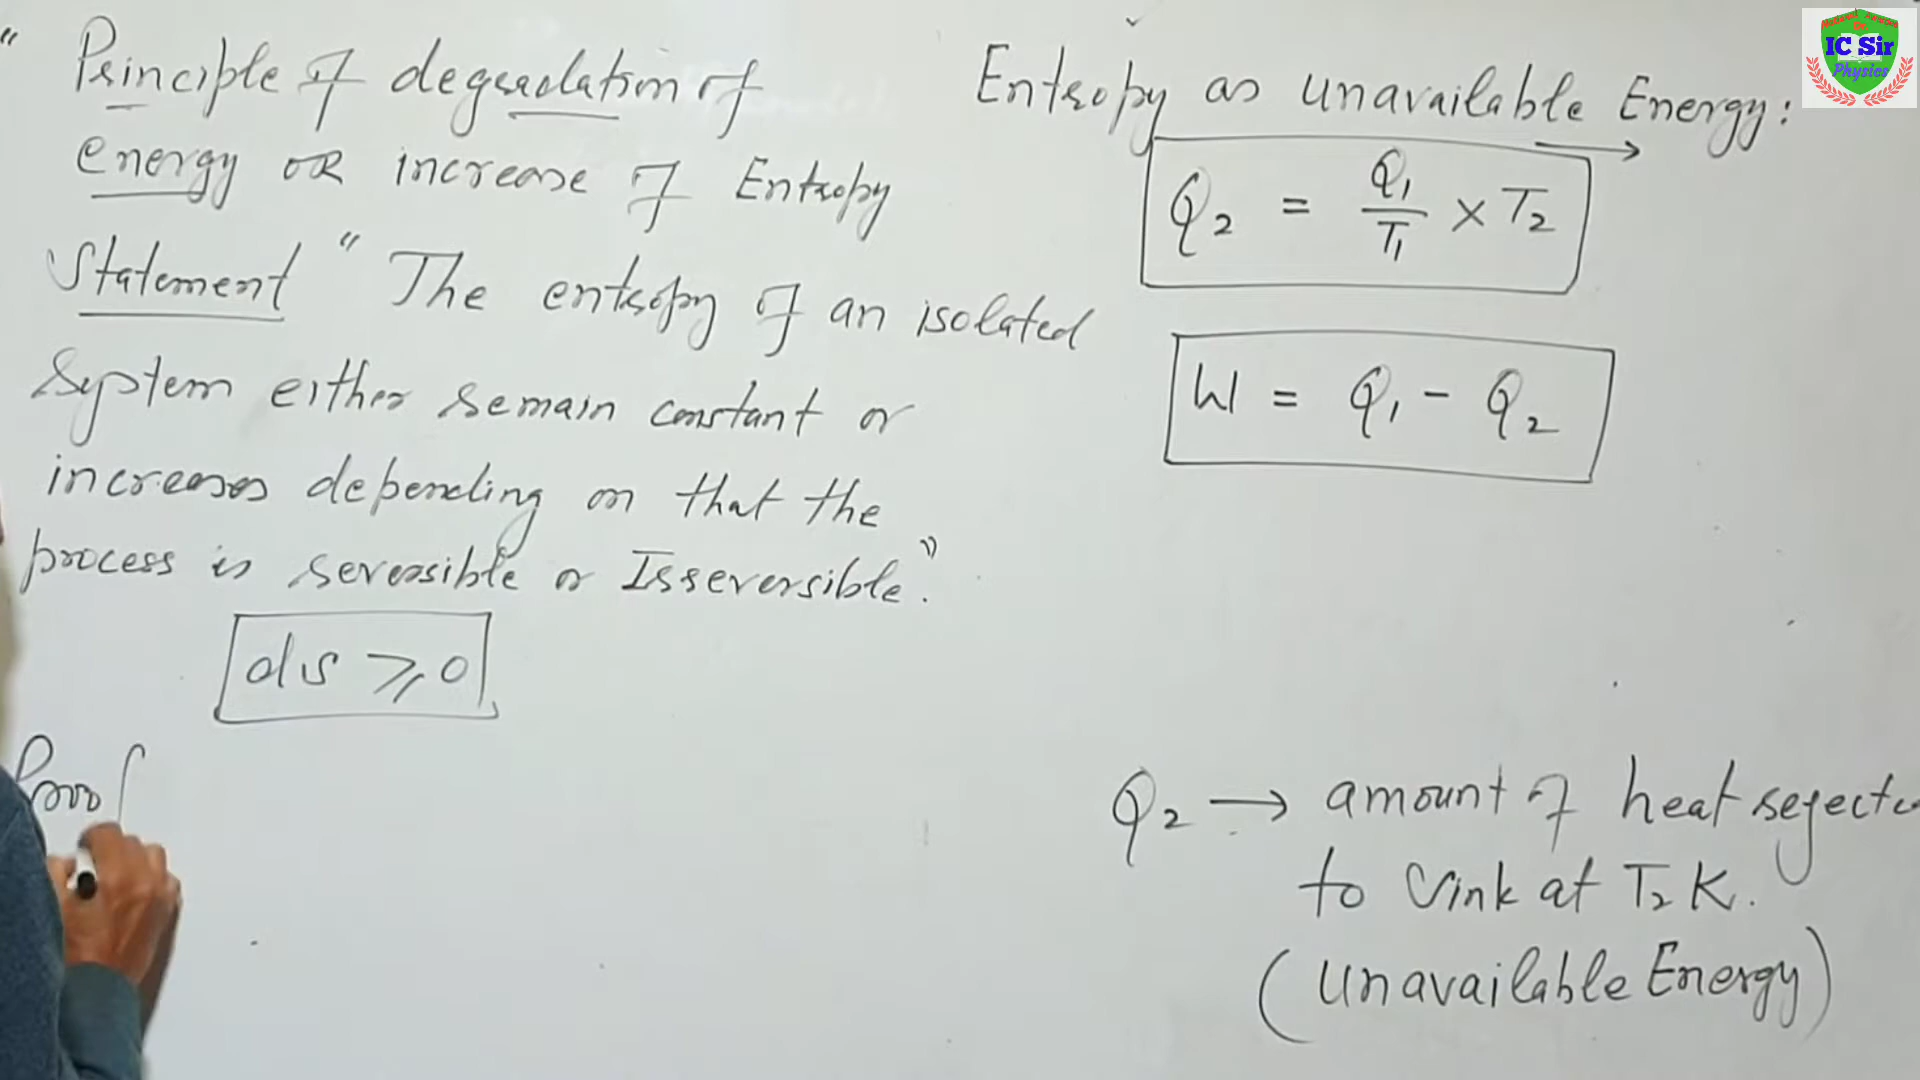 " Principle of degradation of
energy OR increase of Entropy
Statement " The entropy of an isolated
System either remain constant or
increases depending on that the
process is reversible or Irreversible."
ds ⩾ 0
Proof
Entropy as unavailable Energy:
Q₂ = Q₁/T₁ × T₂
W = Q₁ - Q₂
Q₂ → amount of heat rejecte
to sink at T₂ K.
(Unavailable Energy)
IC Sir
Physics